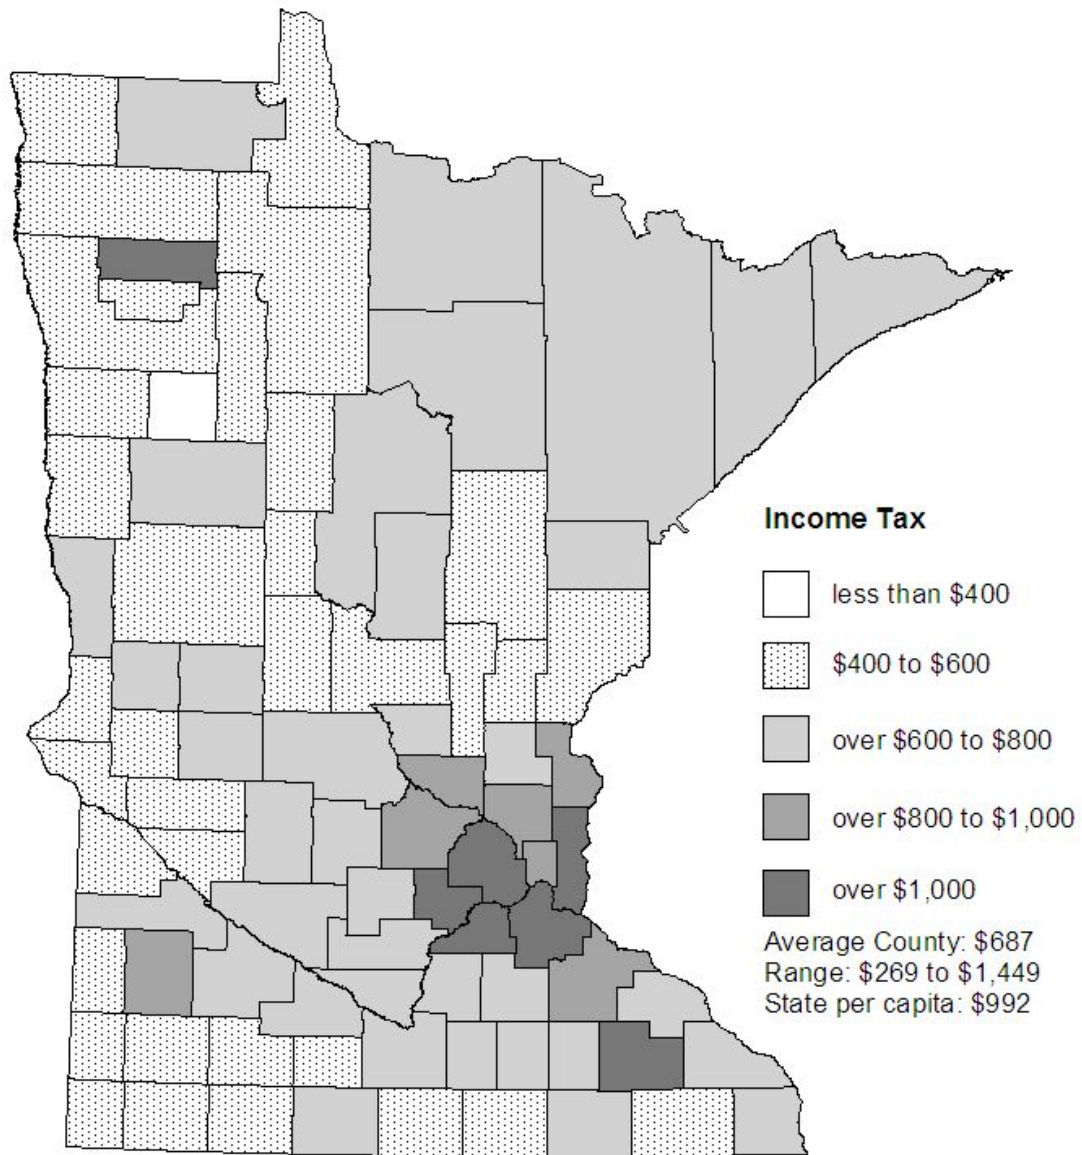 Income Tax
less than $400
$400 to $600
over $600 to $800
over $800 to $1,000
over $1,000
Average County: $687
Range: $269 to $1,449
State per capita: $992